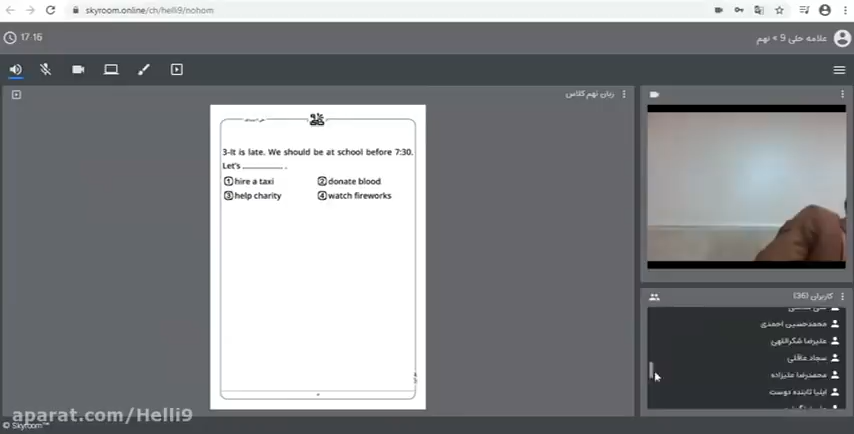 skyroom.online/ch/helli9/nohom
17:16
علامه حلی 9 » نهم
زبان نهم کلاس
3-It is late. We should be at school before 7:30.
Let's ________ .
① hire a taxi ② donate blood
③ help charity ④ watch fireworks
کاربران (36)
محمدحسین احمدی
علیرضا شکراللهی
سجاد عاقلی
محمدرضا علیزاده
ایلیا تابنده دوست
aparat.com/Helli9
© Skyroom™